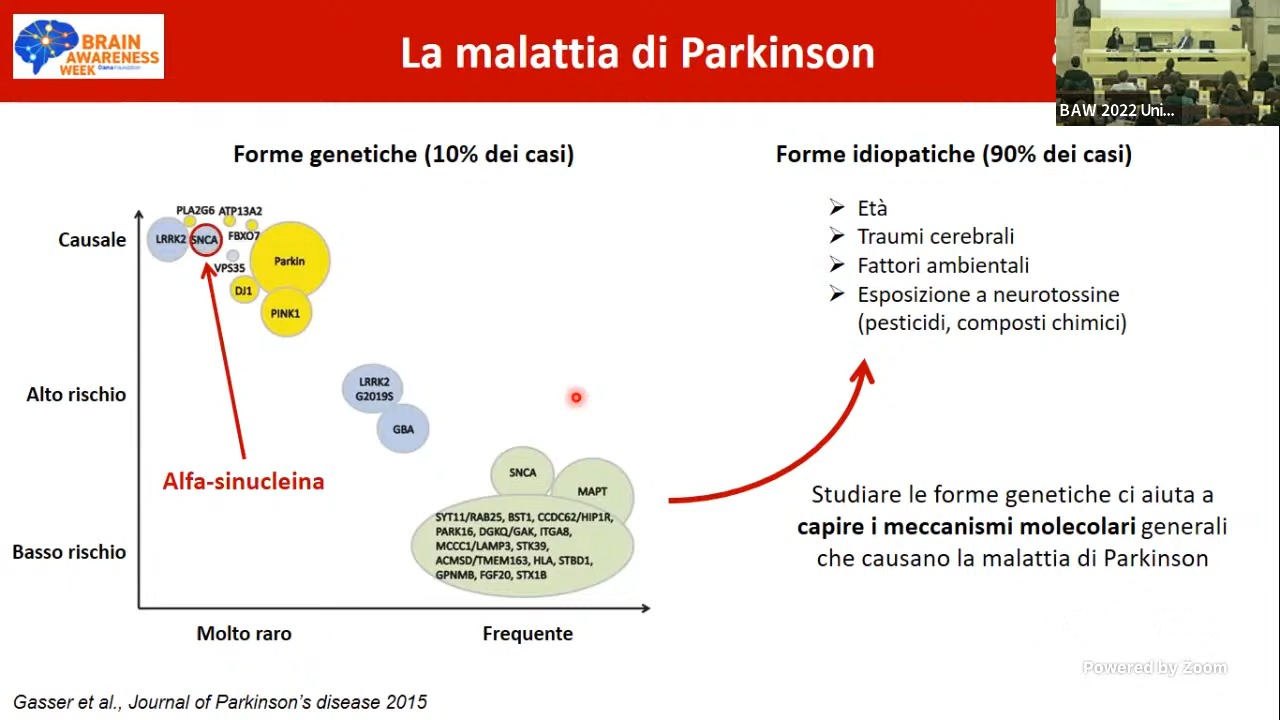 BRAIN
AWARENESS
WEEK DanaFoundation
La malattia di Parkinson
BAW 2022 Uni...
Forme genetiche (10% dei casi)
Causale
PLA2G6 ATP13A2
LRRK2 SNCA FBXO7
VPS35
Parkin
DJ1
PINK1
Alto rischio
LRRK2
G2019S
GBA
Alfa-sinucleina
SNCA
MAPT
Basso rischio
SYT11/RAB25, BST1, CCDC62/HIP1R,
PARK16, DGKQ/GAK, ITGA8,
MCCC1/LAMP3, STK39,
ACMSD/TMEM163, HLA, STBD1,
GPNMB, FGF20, STX1B
Molto raro
Frequente
Forme idiopatiche (90% dei casi)
➢ Età
➢ Traumi cerebrali
➢ Fattori ambientali
➢ Esposizione a neurotossine
(pesticidi, composti chimici)
Studiare le forme genetiche ci aiuta a
capire i meccanismi molecolari generali
che causano la malattia di Parkinson
Powered by Zoom
Gasser et al., Journal of Parkinson's disease 2015